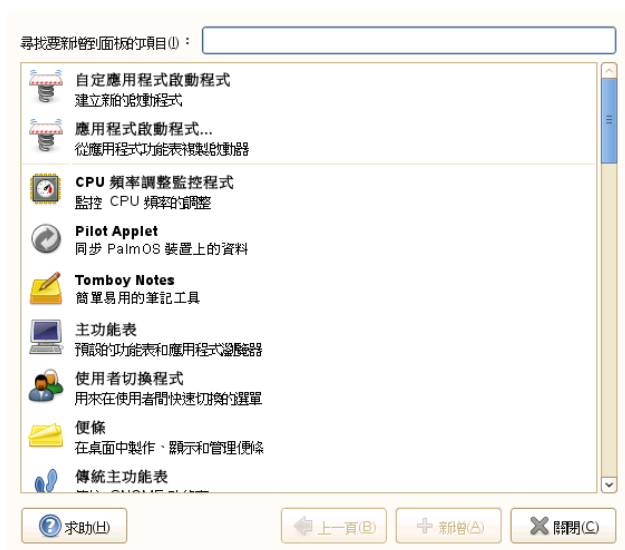 尋找要新增到面板的項目(I)：
自定應用程式啟動程式
建立新的啟動程式
應用程式啟動程式...
從應用程式功能表複製啟動器
CPU 頻率調整監控程式
監控 CPU 頻率的調整
Pilot Applet
同步 PalmOS 裝置上的資料
Tomboy Notes
簡單易用的筆記工具
主功能表
預設的功能表和應用程式瀏覽器
使用者切換程式
用來在使用者間快速切換的選單
便條
在桌面中製作、顯示和管理便條
傳統主功能表
求助(H)
上一頁(B)
新增(A)
關閉(C)